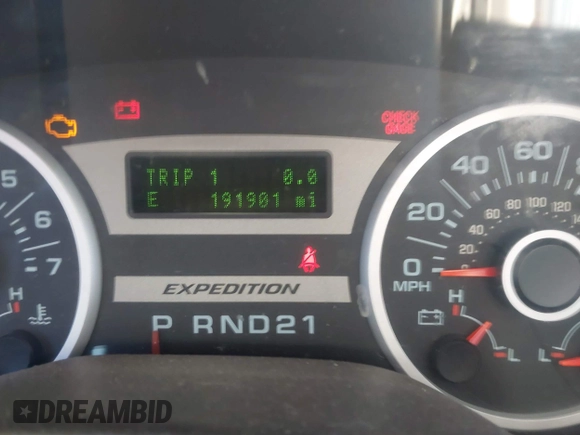 CHECK GAGE
TRIP 1 0.0
E 191901 mi
5
6
7
H
EXPEDITION
P RND21
0
20
40
60
0
20
40
60
80
100
120
MPH
H
L
L
DREAMBID